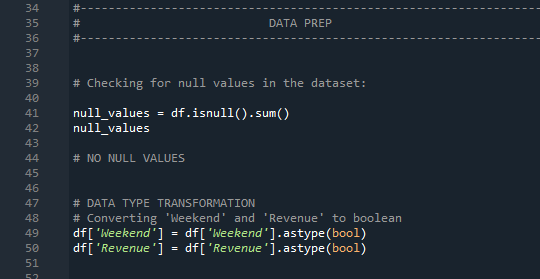 34 #-----------------------------------------------------------------
35 # DATA PREP
36 #-----------------------------------------------------------------
37
38
39 # Checking for null values in the dataset:
40
41 null_values = df.isnull().sum()
42 null_values
43
44 # NO NULL VALUES
45
46
47 # DATA TYPE TRANSFORMATION
48 # Converting 'Weekend' and 'Revenue' to boolean
49 df['Weekend'] = df['Weekend'].astype(bool)
50 df['Revenue'] = df['Revenue'].astype(bool)
51
52